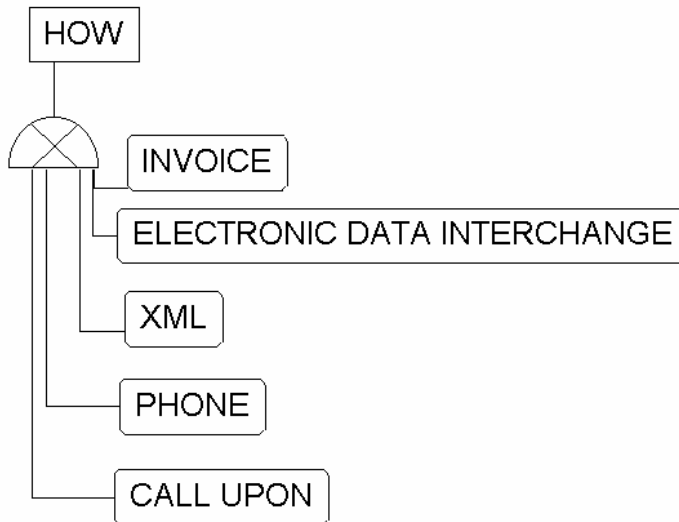 HOW
INVOICE
ELECTRONIC DATA INTERCHANGE
XML
PHONE
CALL UPON